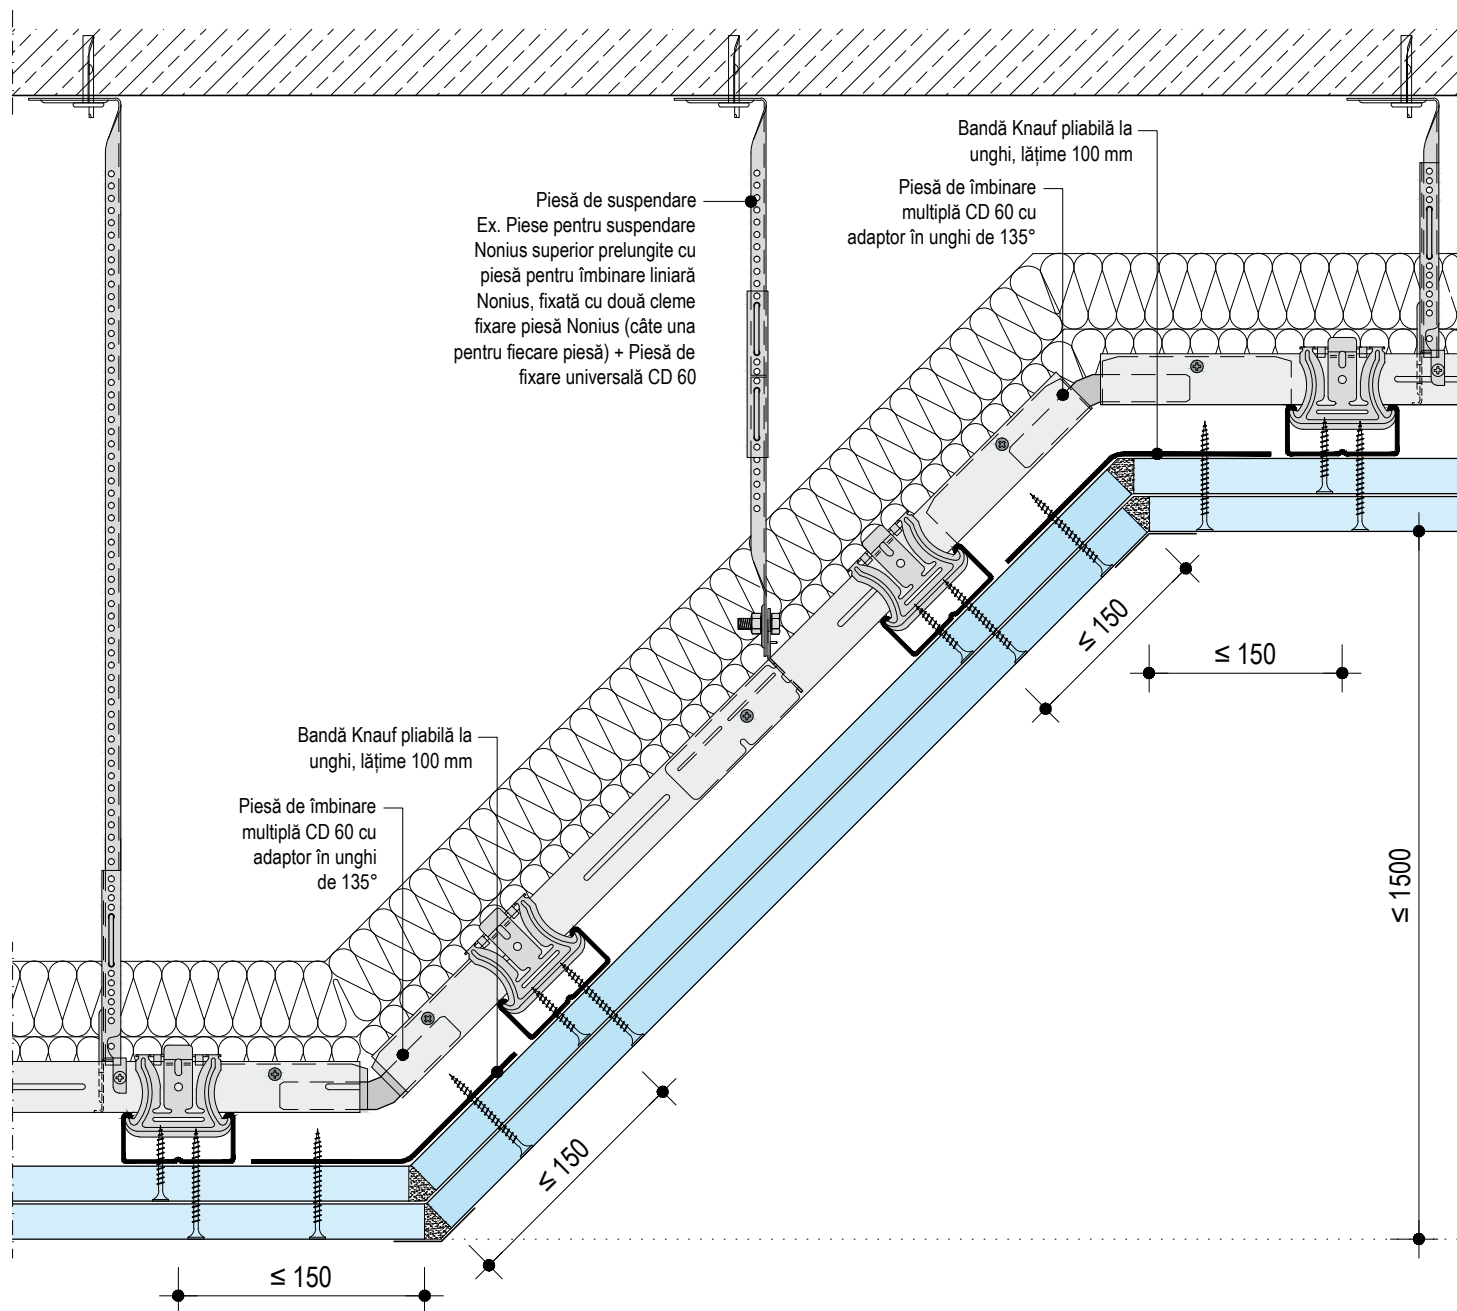 Bandă Knauf pliabilă la
unghi, lățime 100 mm
Piesă de îmbinare
multiplă CD 60 cu
adaptor în unghi de 135°
Piesă de suspendare
Ex. Piese pentru suspendare
Nonius superior prelungite cu
piesă pentru îmbinare liniară
Nonius, fixată cu două cleme
fixare piesă Nonius (câte una
pentru fiecare piesă) + Piesă de
fixare universală CD 60
≤ 150
≤ 150
Bandă Knauf pliabilă la
unghi, lățime 100 mm
Piesă de îmbinare
multiplă CD 60 cu
adaptor în unghi
de 135°
≤ 1500
≤ 150
≤ 150